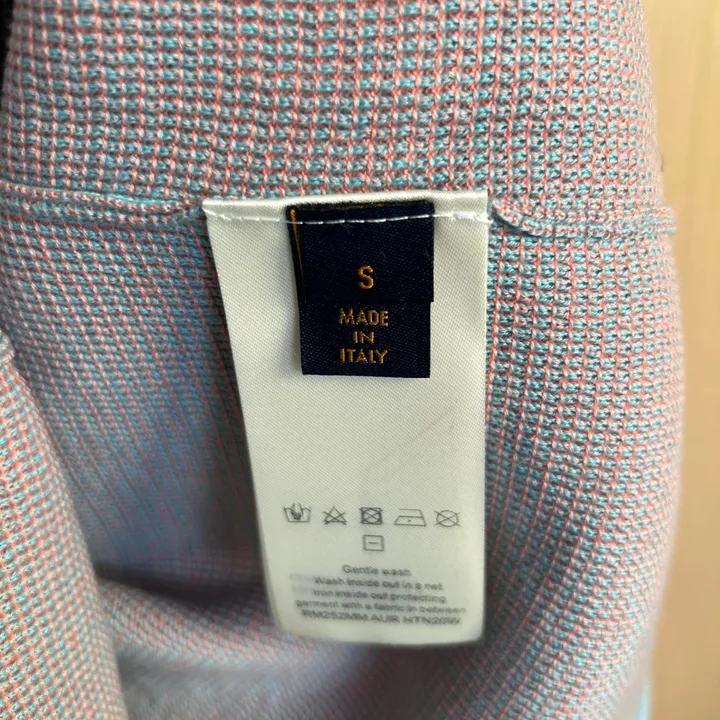 S
MADE
IN
ITALY
Gentle wash
Wash inside out in a net
Iron inside out protecting
garment with a fabric in between
RM252MM AUR HTN20W